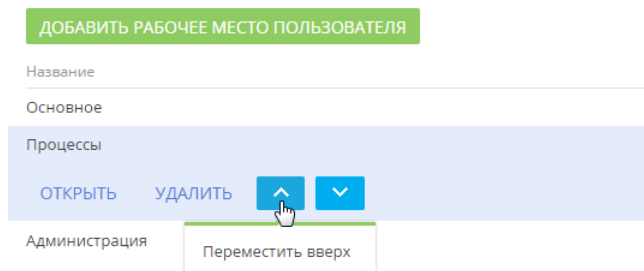 ДОБАВИТЬ РАБОЧЕЕ МЕСТО ПОЛЬЗОВАТЕЛЯ
Название
Основное
Процессы
ОТКРЫТЬ УДАЛИТЬ
Администрация
Переместить вверх